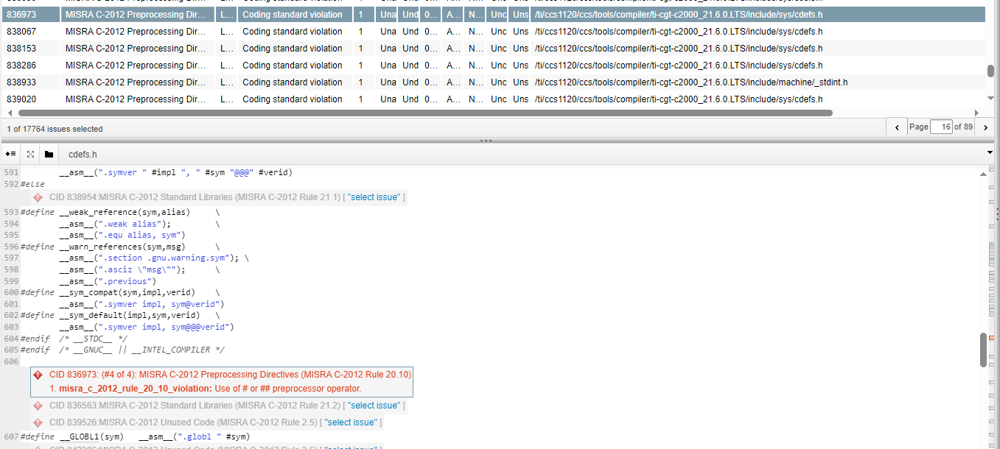 836973 MISRA C-2012 Preprocessing Dir... L... Coding standard violation 1 Una Und 0... A... N... Unc Uns /ti/ccs1120/ccs/tools/compiler/ti-cgt-c2000_21.6.0.LTS/include/sys/cdefs.h
838067 MISRA C-2012 Preprocessing Dir... L... Coding standard violation 1 Una Und 0... A... N... Unc Uns /ti/ccs1120/ccs/tools/compiler/ti-cgt-c2000_21.6.0.LTS/include/sys/cdefs.h
838153 MISRA C-2012 Preprocessing Dir... L... Coding standard violation 1 Una Und 0... A... N... Unc Uns /ti/ccs1120/ccs/tools/compiler/ti-cgt-c2000_21.6.0.LTS/include/sys/cdefs.h
838286 MISRA C-2012 Preprocessing Dir... L... Coding standard violation 1 Una Und 0... A... N... Unc Uns /ti/ccs1120/ccs/tools/compiler/ti-cgt-c2000_21.6.0.LTS/include/sys/cdefs.h
838933 MISRA C-2012 Preprocessing Dir... L... Coding standard violation 1 Una Und 0... A... N... Unc Uns /ti/ccs1120/ccs/tools/compiler/ti-cgt-c2000_21.6.0.LTS/include/machine/_stdint.h
839020 MISRA C-2012 Preprocessing Dir... L... Coding standard violation 1 Una Und 0... A... N... Unc Uns /ti/ccs1120/ccs/tools/compiler/ti-cgt-c2000_21.6.0.LTS/include/sys/cdefs.h
1 of 17764 issues selected Page 16 of 89
cdefs.h
591 __asm__(".symver " #impl ", " #sym "@@@" #verid)
592 #else
CID 838954:MISRA C-2012 Standard Libraries (MISRA C-2012 Rule 21.1) [ "select issue" ]
593 #define __weak_reference(sym,alias) \
594 __asm__(".weak alias"); \
595 __asm__(".equ alias, sym")
596 #define __warn_references(sym,msg) \
597 __asm__(".section .gnu.warning.sym"); \
598 __asm__(".asciz \"msg\""); \
599 __asm__(".previous")
600 #define __sym_compat(sym,impl,verid) \
601 __asm__(".symver impl, sym@verid")
602 #define __sym_default(impl,sym,verid) \
603 __asm__(".symver impl, sym@@@verid")
604 #endif /* __STDC__ */
605 #endif /* __GNUC__ || __INTEL_COMPILER */
606
CID 836973: (#4 of 4): MISRA C-2012 Preprocessing Directives (MISRA C-2012 Rule 20.10)
1. misra_c_2012_rule_20_10_violation: Use of # or ## preprocessor operator.
CID 836563:MISRA C-2012 Standard Libraries (MISRA C-2012 Rule 21.2) [ "select issue" ]
CID 839526:MISRA C-2012 Unused Code (MISRA C-2012 Rule 2.5) [ "select issue" ]
607 #define __GLOBL1(sym) __asm__(".globl " #sym)